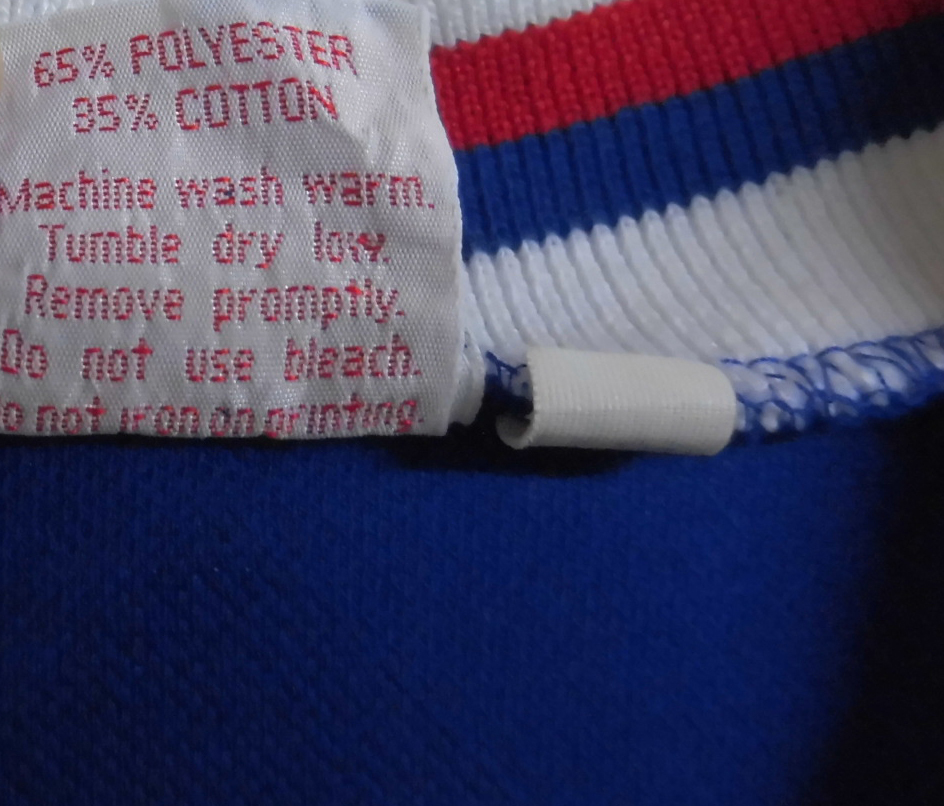 65% POLYESTER
35% COTTON
Machine wash warm.
Tumble dry low.
Remove promptly.
Do not use bleach.
o not iron on printing.